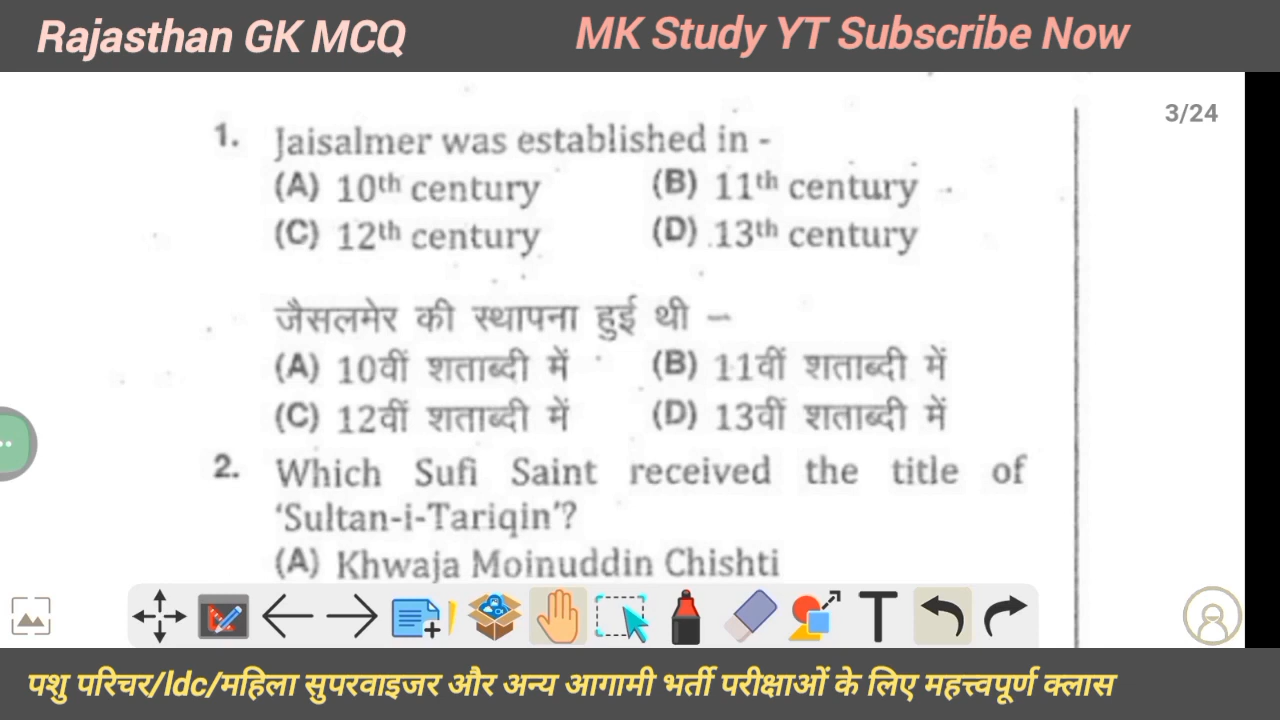 Rajasthan GK MCQ
MK Study YT Subscribe Now
3/24
1. Jaisalmer was established in -
(A) 10th century (B) 11th century
(C) 12th century (D) 13th century
जैसलमेर की स्थापना हुई थी –
(A) 10वीं शताब्दी में (B) 11वीं शताब्दी में
(C) 12वीं शताब्दी में (D) 13वीं शताब्दी में
2. Which Sufi Saint received the title of
‘Sultan-i-Tariqin’?
(A) Khwaja Moinuddin Chishti
T
पशु परिचर/ldc/महिला सुपरवाइजर और अन्य आगामी भर्ती परीक्षाओं के लिए महत्त्वपूर्ण क्लास